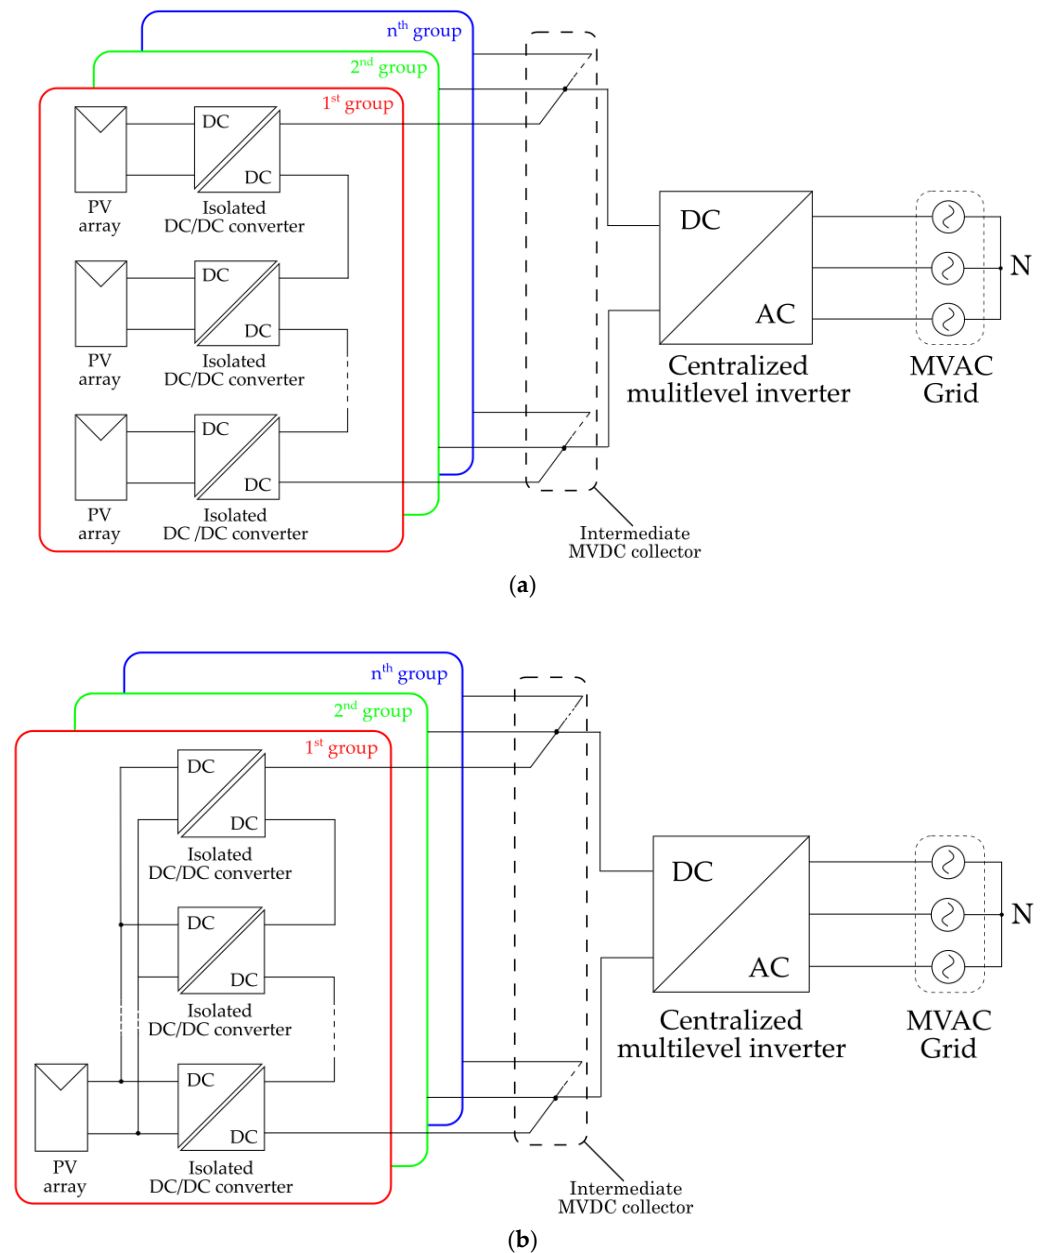 nth group
2nd group
1st group
DC
DC
PV
array
Isolated
DC/DC converter
DC
DC
PV
array
Isolated
DC/DC converter
DC
DC
PV
array
Isolated
DC /DC converter
DC
AC
Centralized
mulitlevel inverter
N
MVAC
Grid
Intermediate
MVDC collector
(a)
nth group
2nd group
1st group
DC
DC
Isolated
DC/DC converter
DC
DC
Isolated
DC/DC converter
DC
DC
PV
array
Isolated
DC/DC converter
DC
AC
Centralized
multilevel inverter
N
MVAC
Grid
Intermediate
MVDC collector
(b)